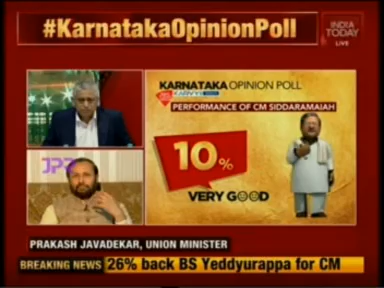 #KarnatakaOpinionPoll
INDIA
TODAY
LIVE
KARNATAKA OPINION POLL
KARVY
PERFORMANCE OF CM SIDDARAMAIAH
10%
VERY GOOD
PRAKASH JAVADEKAR, UNION MINISTER
BREAKING NEWS 26% back BS Yeddyurappa for CM